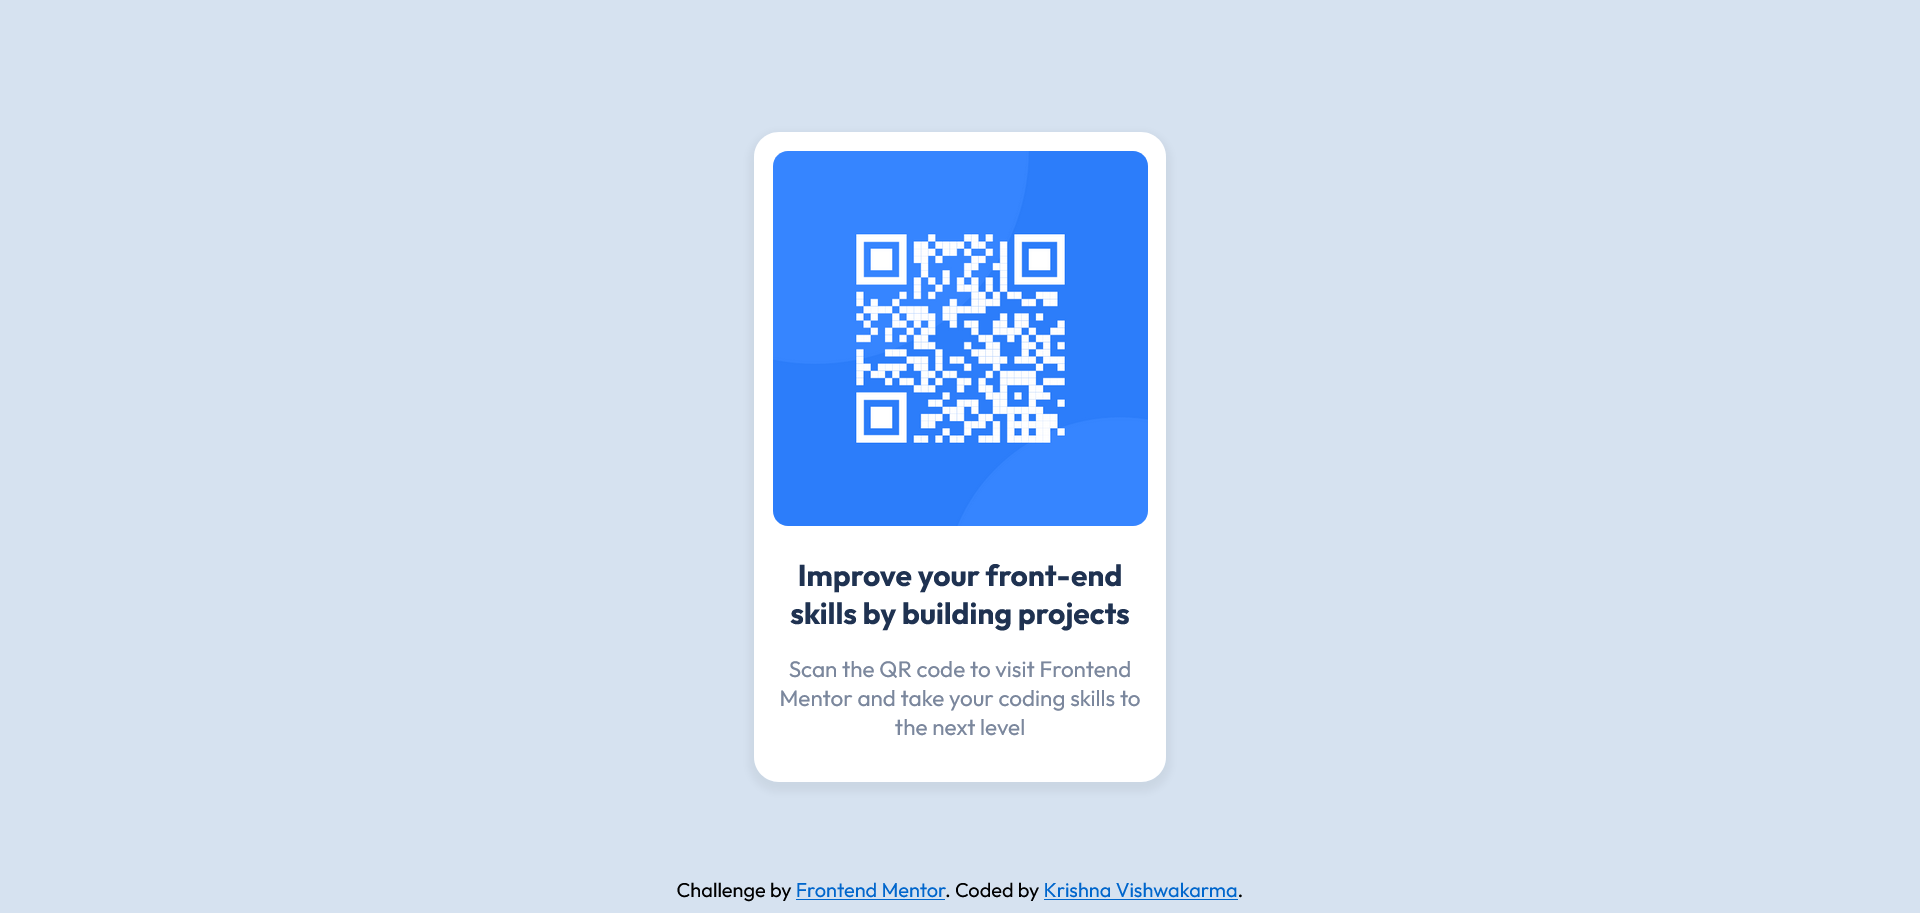 Improve your front-end
skills by building projects
Scan the QR code to visit Frontend
Mentor and take your coding skills to
the next level
Challenge by Frontend Mentor. Coded by Krishna Vishwakarma.